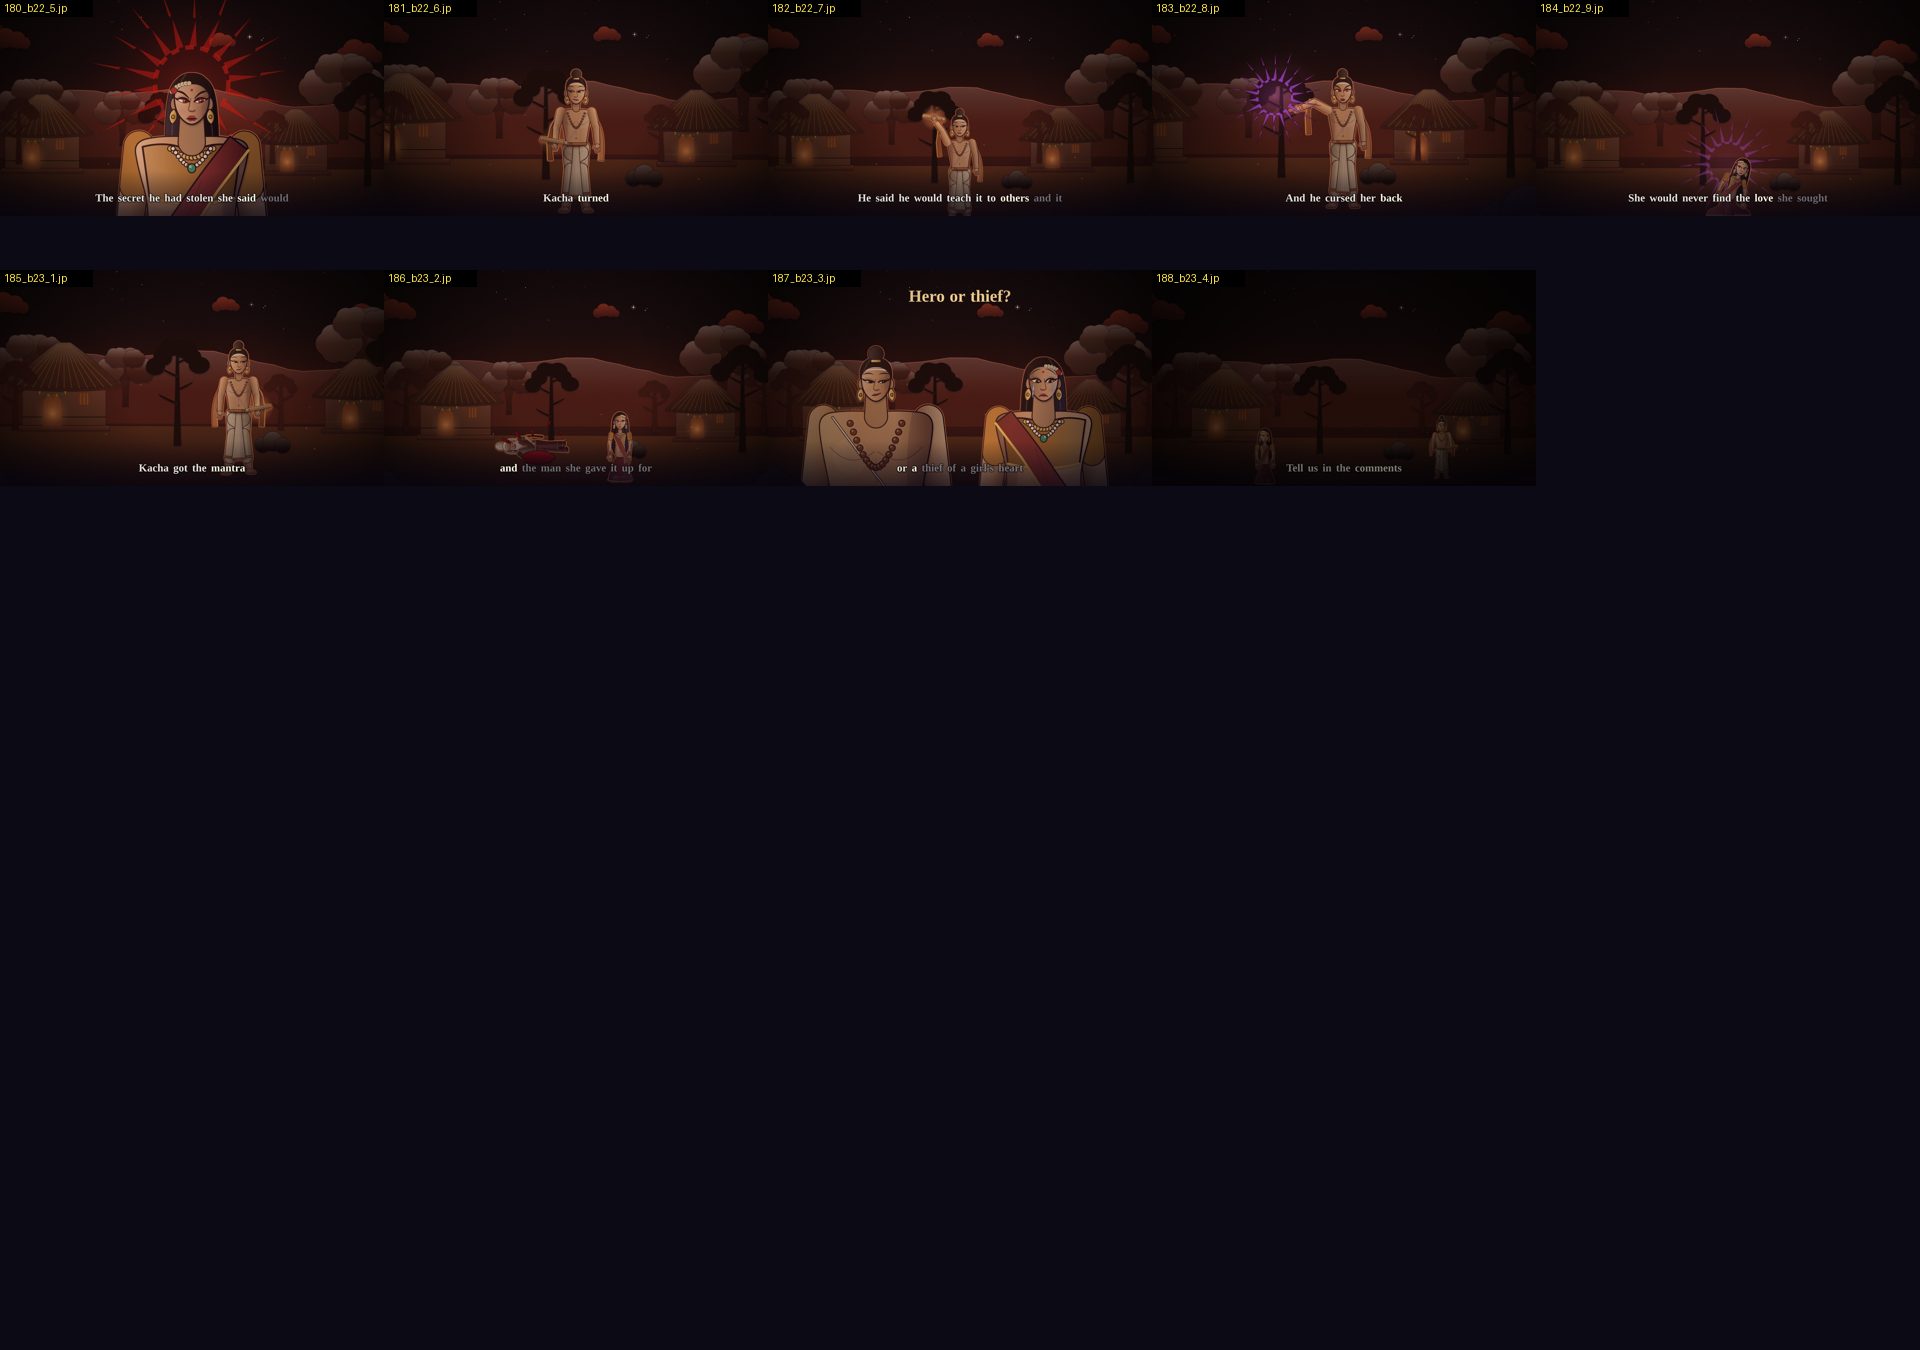 180_b22_5.jp
181_b22_6.jp
182_b22_7.jp
183_b22_8.jp
184_b22_9.jp
The secret he had stolen she said would
Kacha turned
He said he would teach it to others and it
And he cursed her back
She would never find the love she sought
185_b23_1.jp
186_b23_2.jp
187_b23_3.jp
188_b23_4.jp
Hero or thief?
Kacha got the mantra
and the man she gave it up for
or a thief of a girl's heart
Tell us in the comments